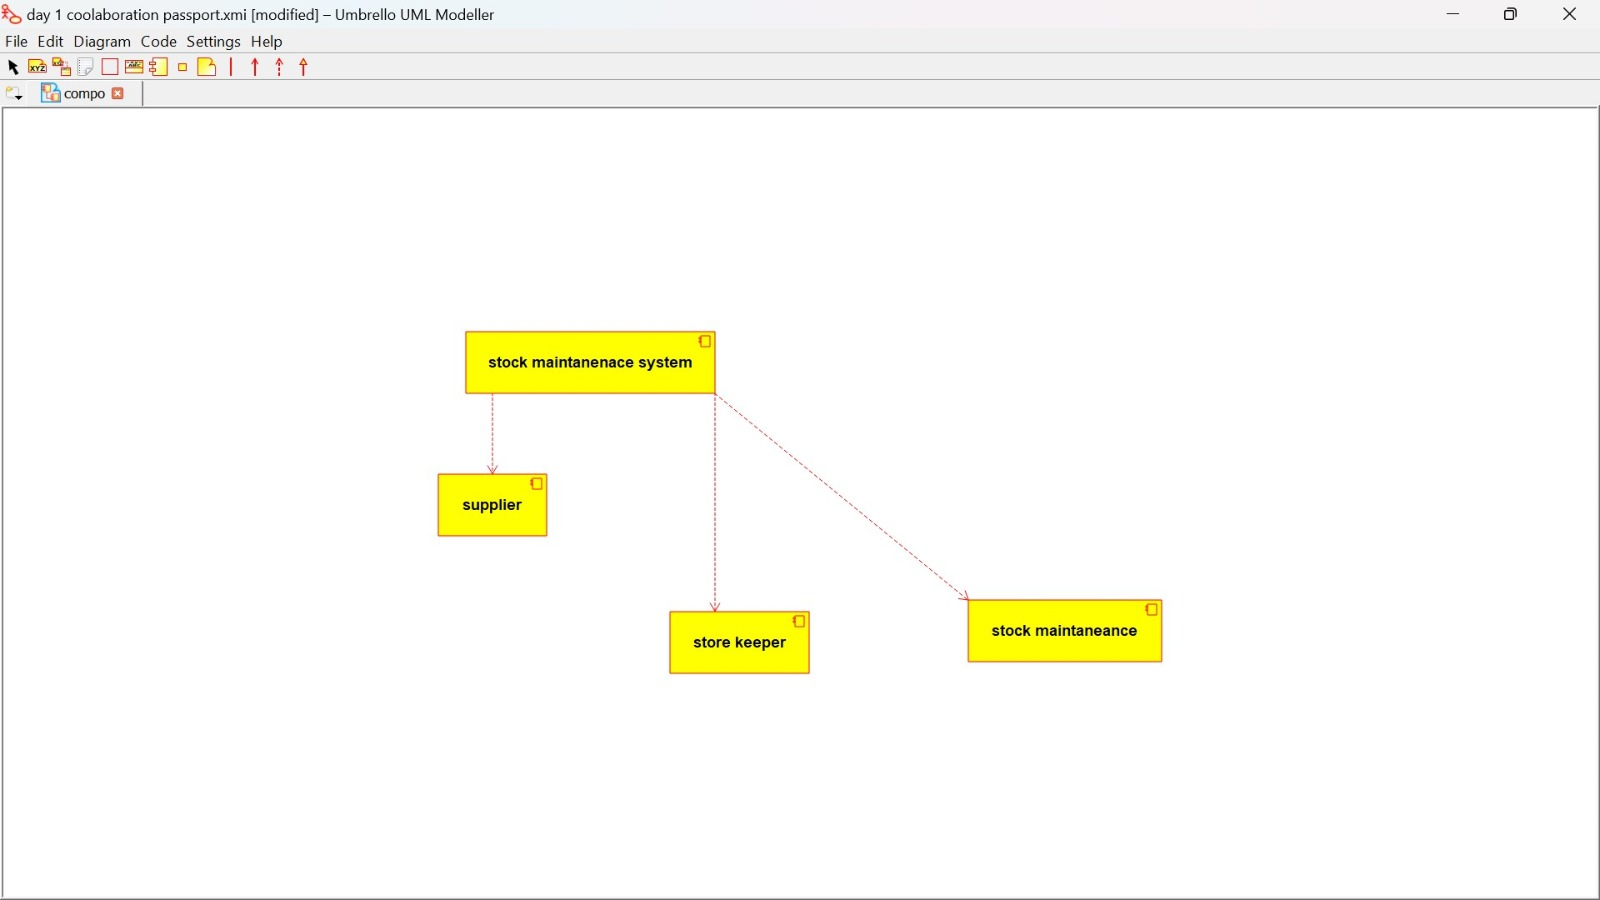 day 1 coolaboration passport.xmi [modified] – Umbrello UML Modeller
File Edit Diagram Code Settings Help
compo
stock maintanenace system
supplier
store keeper
stock maintaneance